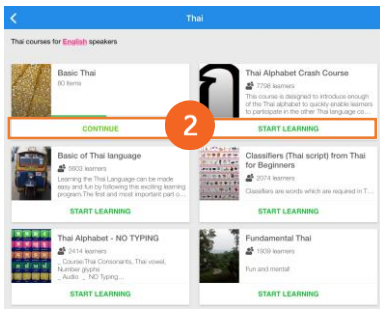 Thai
Thai courses for English speakers
Basic Thai
80 items
CONTINUE
Thai Alphabet Crash Course
7798 learners
This course is designed to introduce enough
of the Thai alphabet to quickly enable learners
to participate in the other Thai language co...
START LEARNING
2
Basic of Thai language
5603 learners
Learning the Thai Language can be made
easy and fun by following this exciting learning
program.The first and most important part o...
START LEARNING
Classifiers (Thai script) from Thai
for Beginners
2074 learners
Classifiers are words which are required in T...
START LEARNING
Thai Alphabet - NO TYPING
2414 learners
_ Course:Thai Consonants, Thai vowel,
Number glyphs
_ Audio _ NO Typing...
START LEARNING
Fundamental Thai
1939 learners
Fun and mental!
START LEARNING